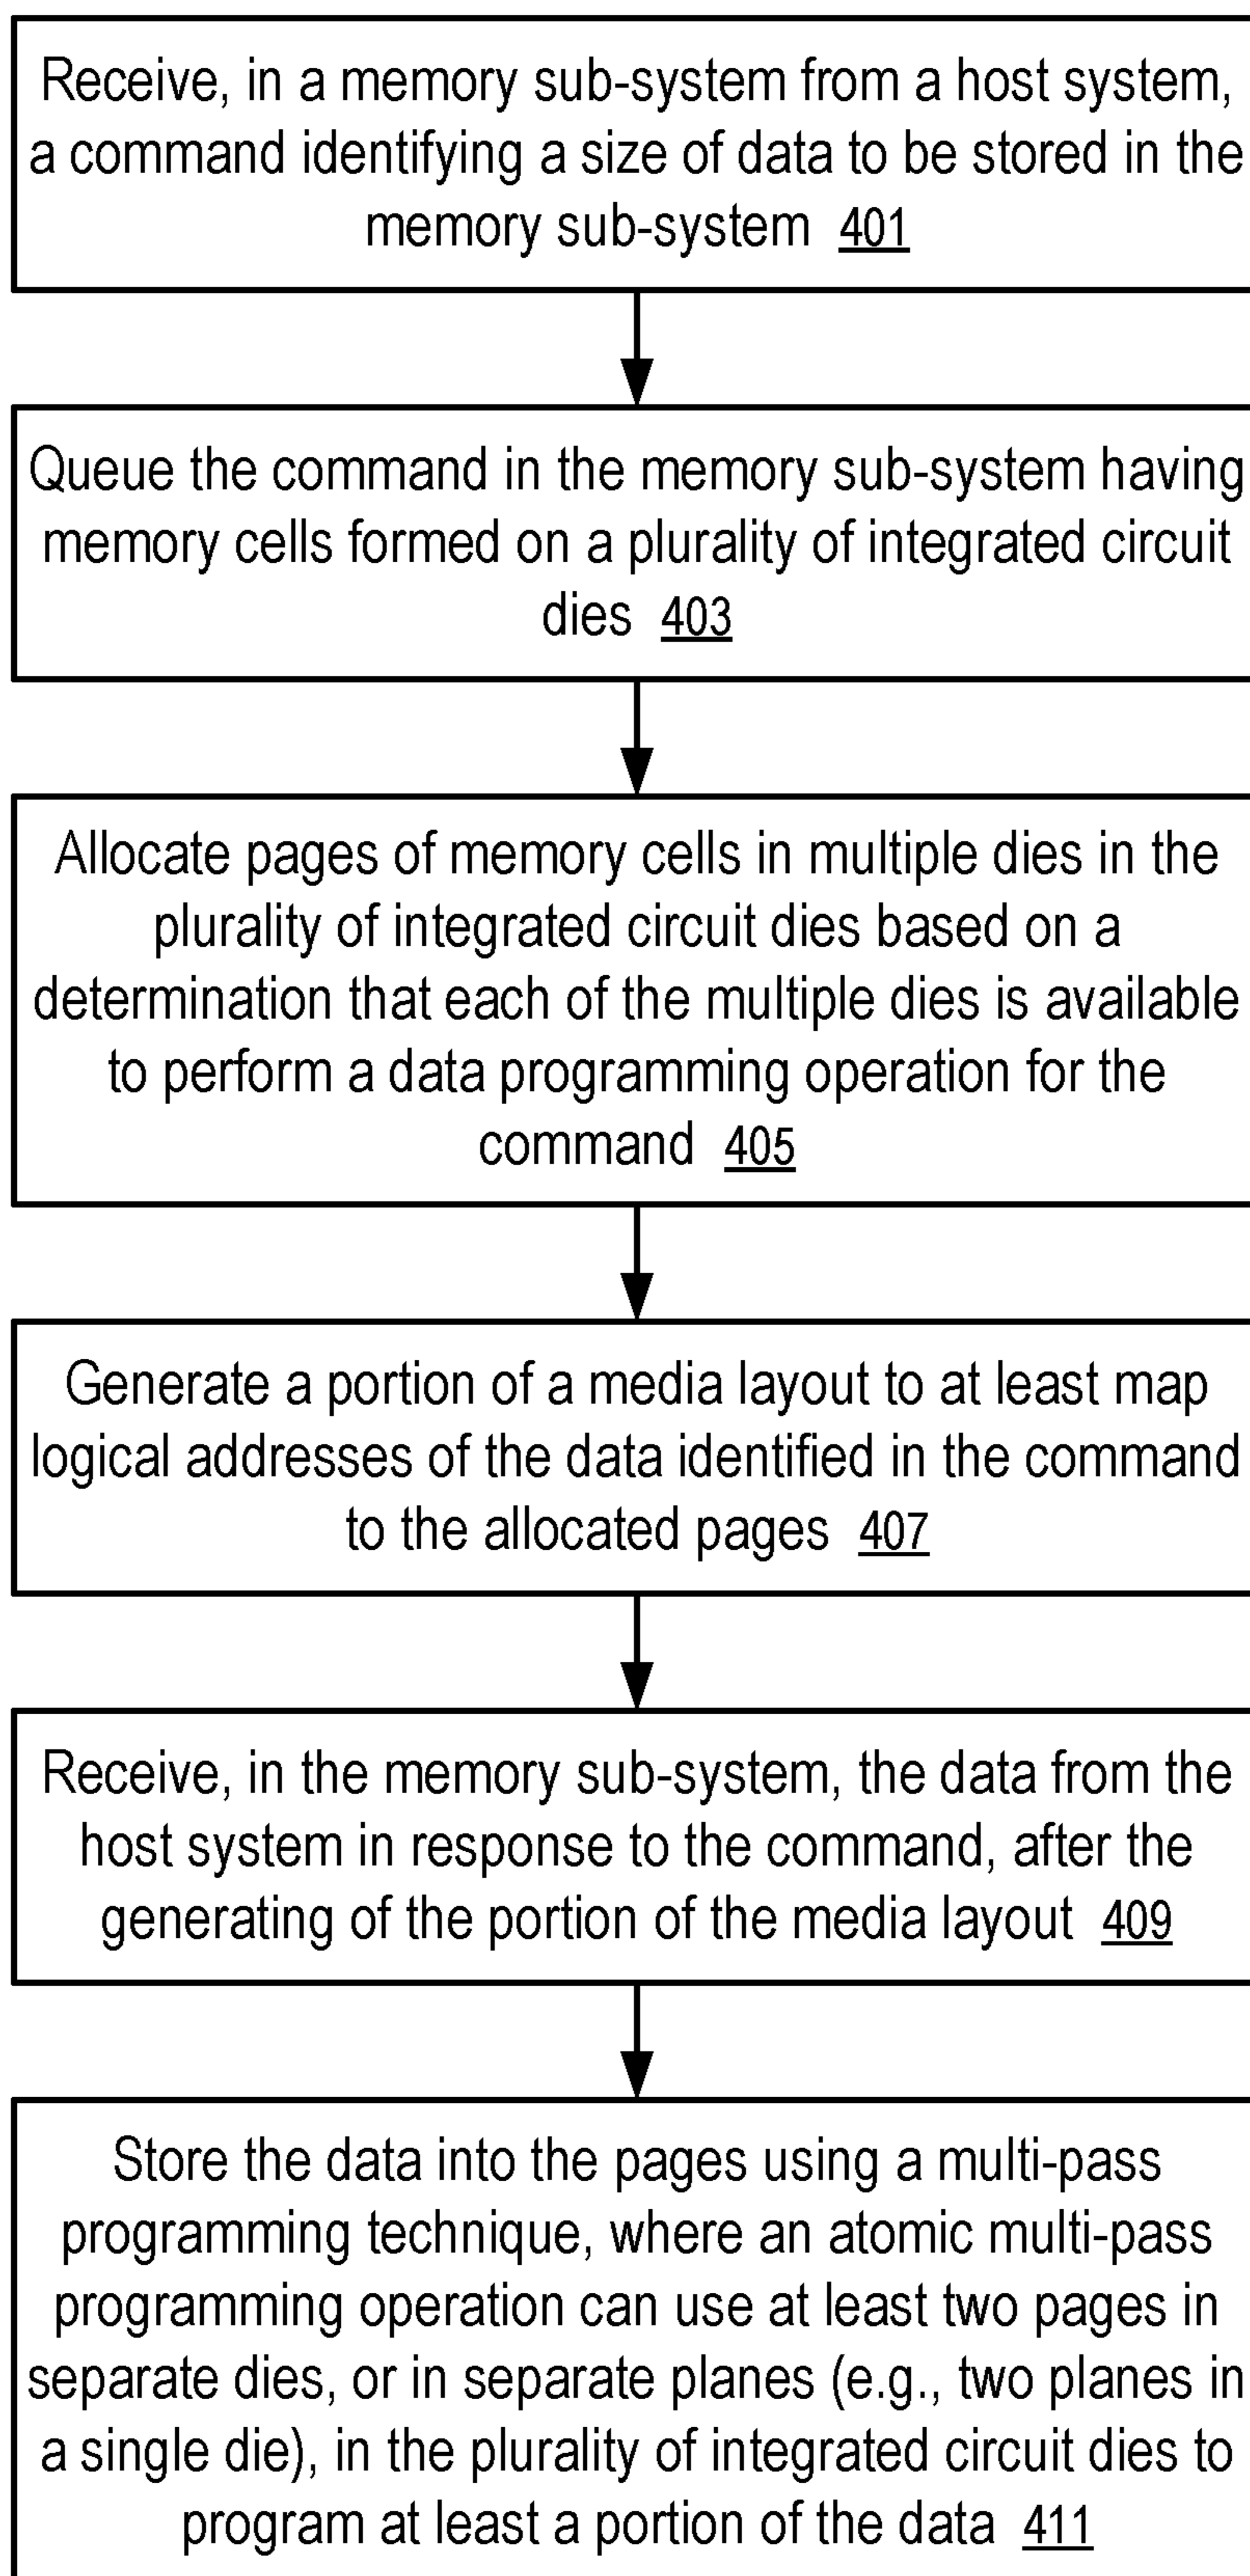 Receive, in a memory sub-system from a host system,
a command identifying a size of data to be stored in the
memory sub-system 401
Queue the command in the memory sub-system having
memory cells formed on a plurality of integrated circuit
dies 403
Allocate pages of memory cells in multiple dies in the
plurality of integrated circuit dies based on a
determination that each of the multiple dies is available
to perform a data programming operation for the
command 405
Generate a portion of a media layout to at least map
logical addresses of the data identified in the command
to the allocated pages 407
Receive, in the memory sub-system, the data from the
host system in response to the command, after the
generating of the portion of the media layout 409
Store the data into the pages using a multi-pass
programming technique, where an atomic multi-pass
programming operation can use at least two pages in
separate dies, or in separate planes (e.g., two planes in
a single die), in the plurality of integrated circuit dies to
program at least a portion of the data 411